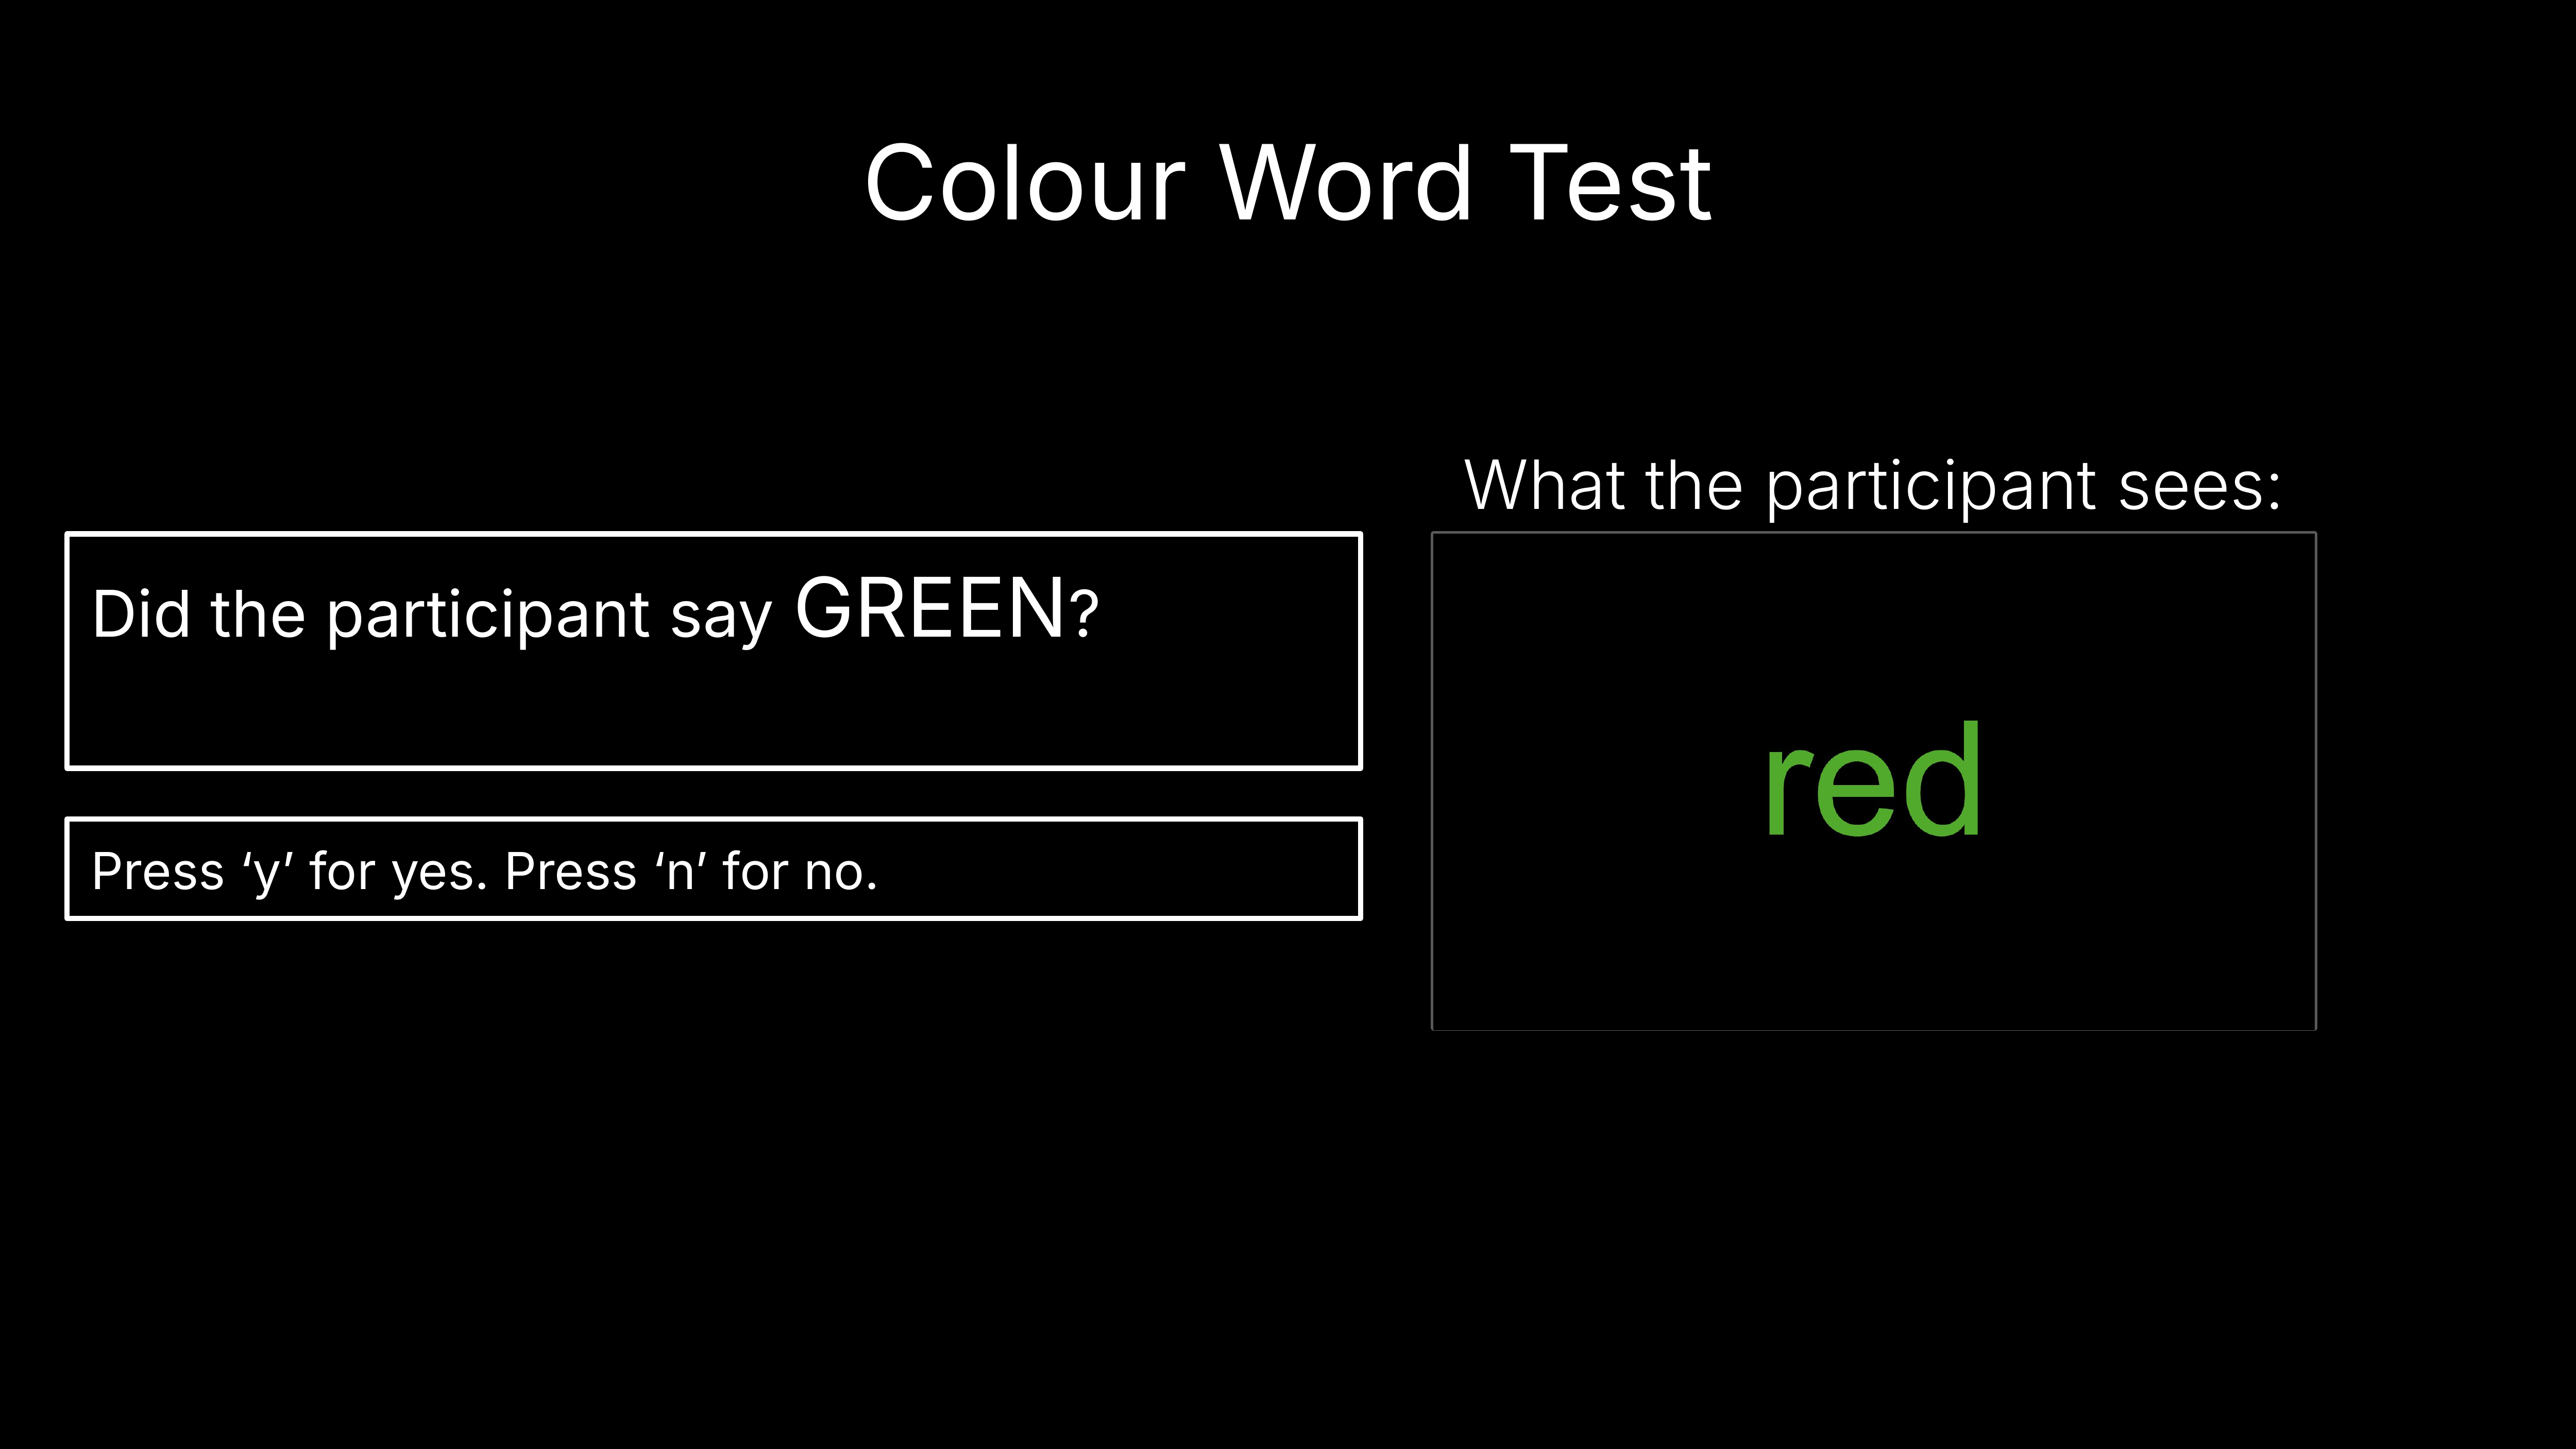 Colour Word Test
What the participant sees:
Did the participant say GREEN?
red
Press ‘y’ for yes. Press ‘n’ for no.